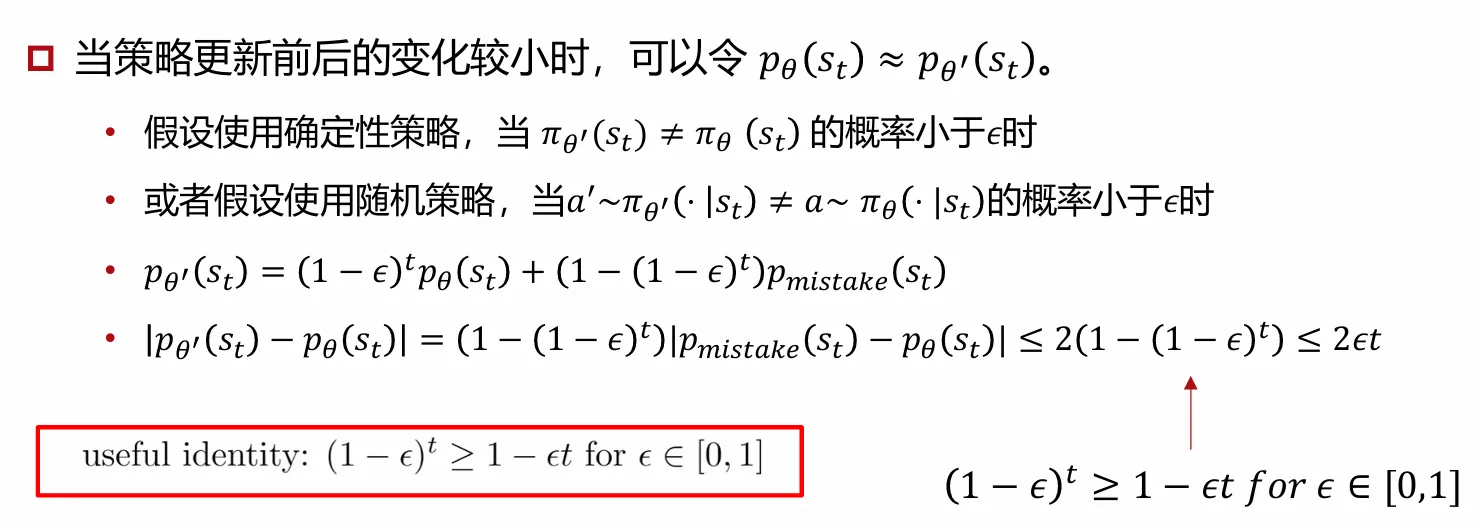 当策略更新前后的变化较小时，可以令 $p_\theta(s_t) \approx p_{\theta'}(s_t)$。
• 假设使用确定性策略，当 $\pi_{\theta'}(s_t) \neq \pi_\theta(s_t)$ 的概率小于$\epsilon$时
• 或者假设使用随机策略，当$a' \sim \pi_{\theta'}(\cdot|s_t) \neq a \sim \pi_\theta(\cdot|s_t)$的概率小于$\epsilon$时
• $p_{\theta'}(s_t) = (1-\epsilon)^t p_\theta(s_t) + (1-(1-\epsilon)^t)p_{mistake}(s_t)$
• $|p_{\theta'}(s_t) - p_\theta(s_t)| = (1-(1-\epsilon)^t)|p_{mistake}(s_t) - p_\theta(s_t)| \leq 2(1-(1-\epsilon)^t) \leq 2\epsilon t$
useful identity: $(1-\epsilon)^t \geq 1-\epsilon t$ for $\epsilon \in [0,1]$
$(1-\epsilon)^t \geq 1-\epsilon t \ for \ \epsilon \in [0,1]$